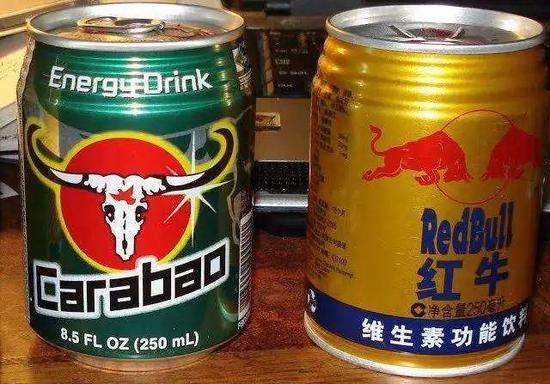 Energy Drink
Carabao
8.5 FL OZ (250 mL)
RedBull
红牛
净含量250毫升
维生素功能饮料